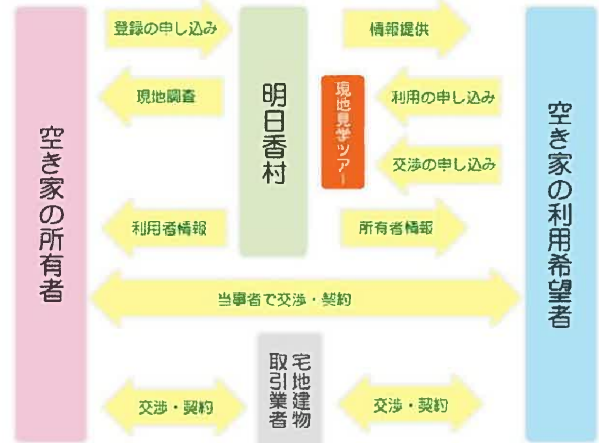 登録の申し込み
情報提供
現地調査
利用の申し込み
現地見学ツアー
明日香村
空き家の所有者
空き家の利用希望者
交渉の申し込み
利用者情報
所有者情報
当事者で交渉・契約
宅地建物
取引業者
交渉・契約
交渉・契約